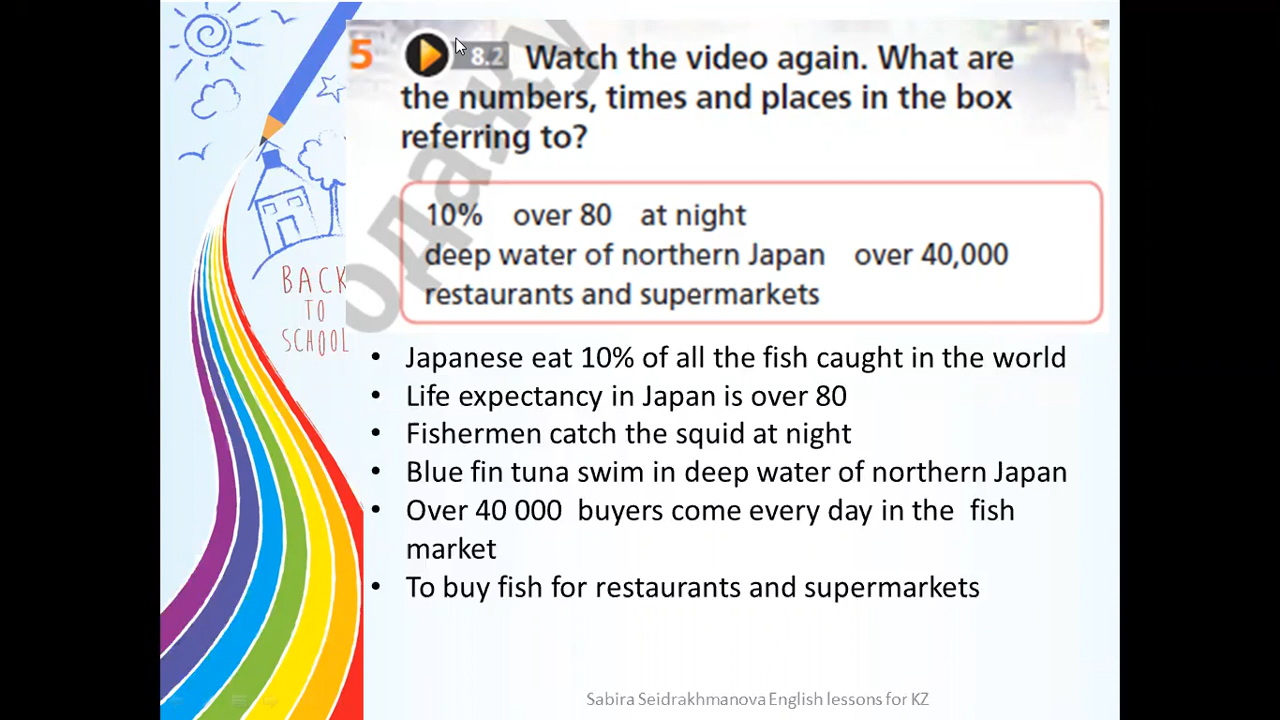 5 8.2 Watch the video again. What are
the numbers, times and places in the box
referring to?
10% over 80 at night
deep water of northern Japan over 40,000
restaurants and supermarkets
BACK
TO
SCHOOL
• Japanese eat 10% of all the fish caught in the world
• Life expectancy in Japan is over 80
• Fishermen catch the squid at night
• Blue fin tuna swim in deep water of northern Japan
• Over 40 000 buyers come every day in the fish
market
• To buy fish for restaurants and supermarkets
Sabira Seidrakhmanova English lessons for KZ